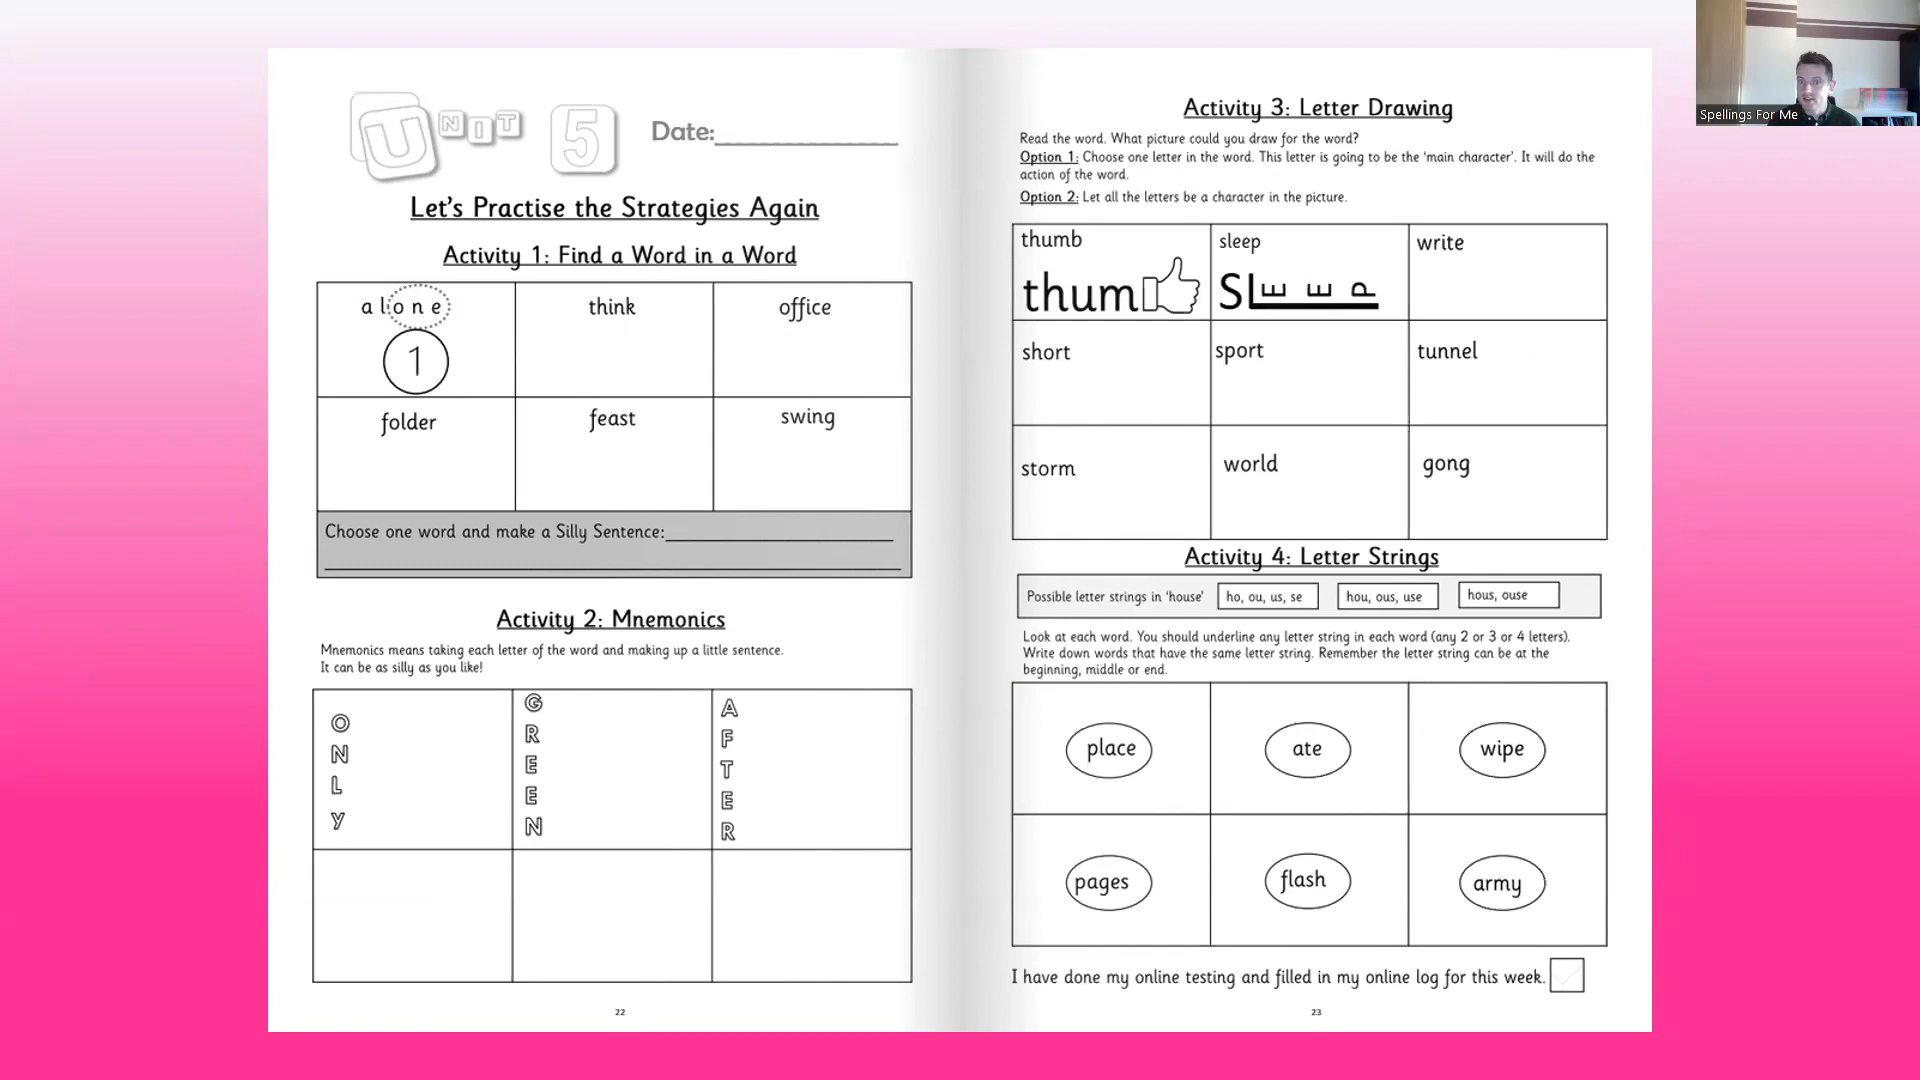 UNIT 5 Date:
Let's Practise the Strategies Again
Activity 1: Find a Word in a Word
alone think office
1
folder feast swing
Choose one word and make a Silly Sentence:
Activity 2: Mnemonics
Mnemonics means taking each letter of the word and making up a little sentence.
It can be as silly as you like!
O
N
L
y
G
R
E
E
N
A
F
T
E
R
22
Activity 3: Letter Drawing
Read the word. What picture could you draw for the word?
Option 1: Choose one letter in the word. This letter is going to be the 'main character'. It will do the
action of the word.
Option 2: Let all the letters be a character in the picture.
thumb sleep write
thum SLEEP
short sport tunnel
storm world gong
Activity 4: Letter Strings
Possible letter strings in 'house' ho, ou, us, se hou, ous, use hous, ouse
Look at each word. You should underline any letter string in each word (any 2 or 3 or 4 letters).
Write down words that have the same letter string. Remember the letter string can be at the
beginning, middle or end.
place ate wipe
pages flash army
I have done my online testing and filled in my online log for this week.
23
Spellings For Me